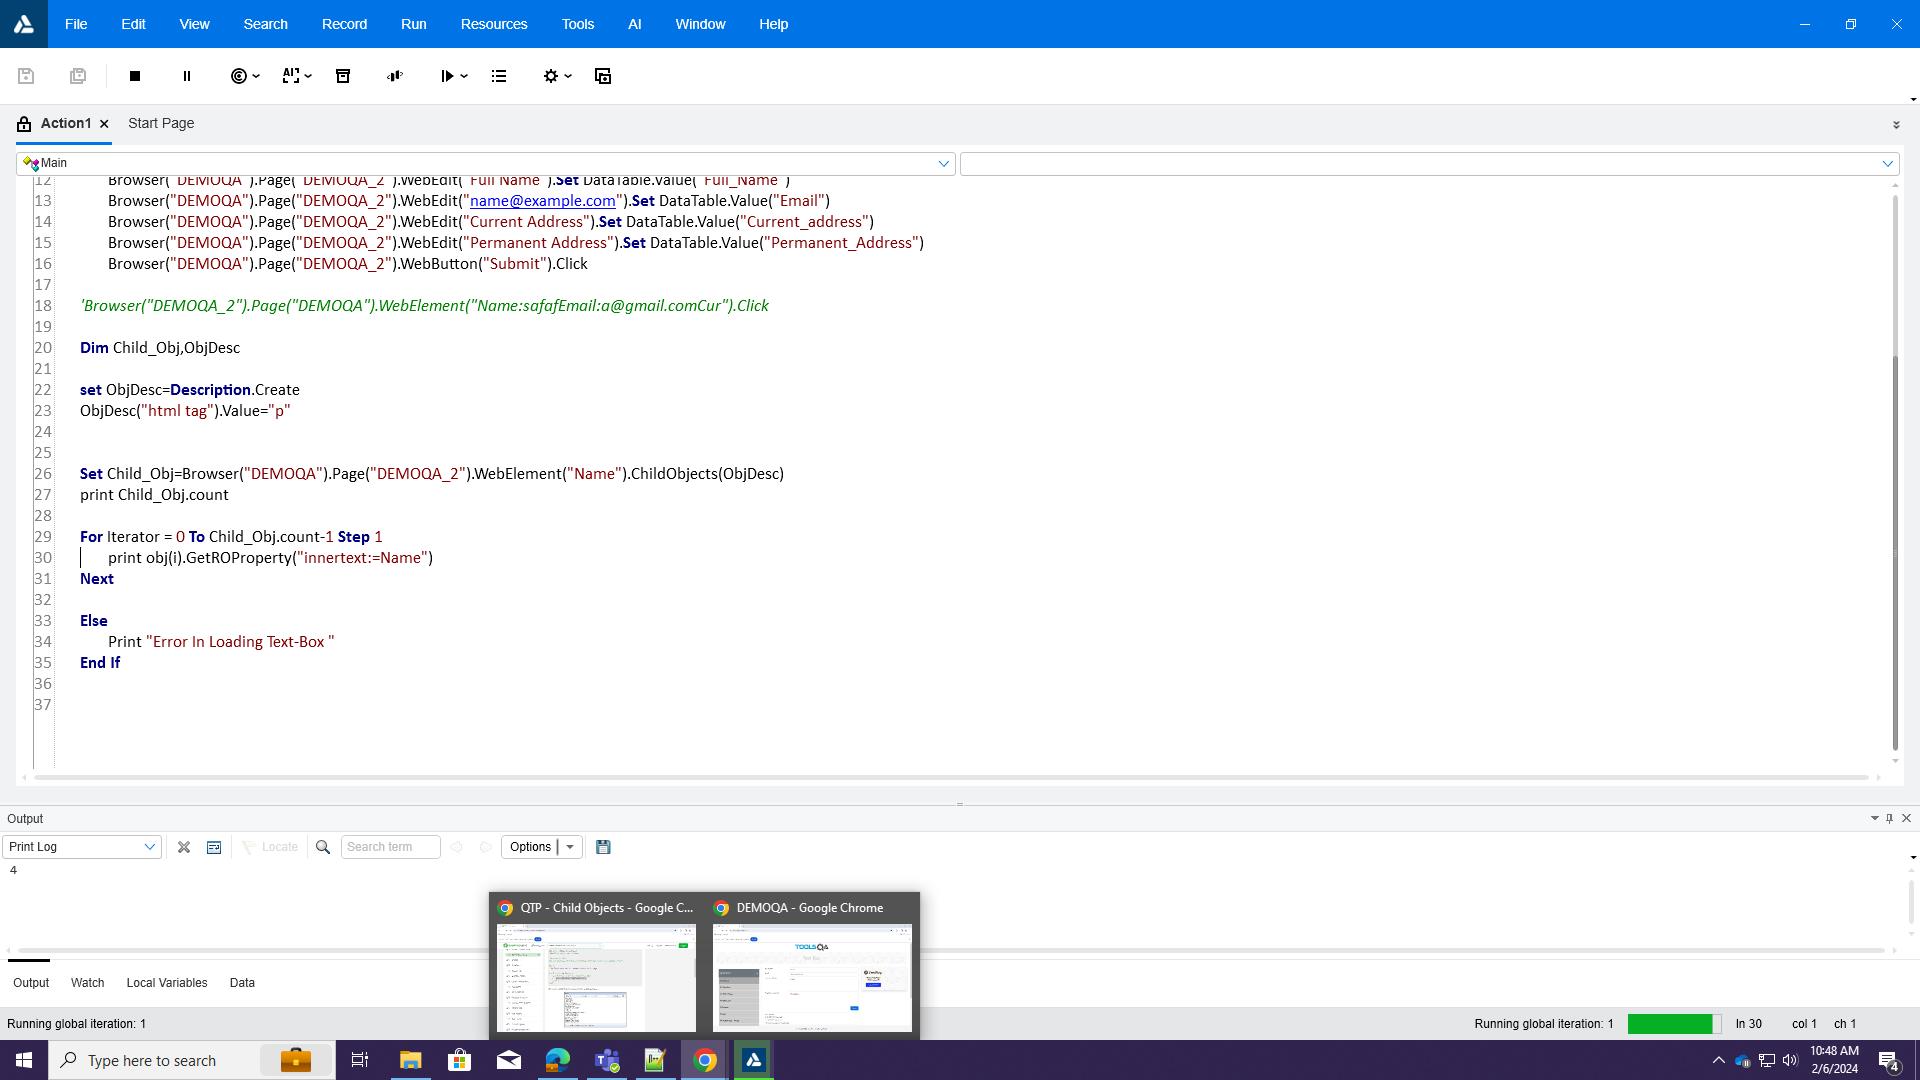 File Edit View Search Record Run Resources Tools AI Window Help
Action1 Start Page
Main
12 Browser("DEMOQA").Page("DEMOQA_2").WebEdit("Full Name").Set DataTable.Value("Full_Name")
13 Browser("DEMOQA").Page("DEMOQA_2").WebEdit("name@example.com").Set DataTable.Value("Email")
14 Browser("DEMOQA").Page("DEMOQA_2").WebEdit("Current Address").Set DataTable.Value("Current_address")
15 Browser("DEMOQA").Page("DEMOQA_2").WebEdit("Permanent Address").Set DataTable.Value("Permanent_Address")
16 Browser("DEMOQA").Page("DEMOQA_2").WebButton("Submit").Click
17
18 'Browser("DEMOQA_2").Page("DEMOQA").WebElement("Name:safafEmail:a@gmail.comCur").Click
19
20 Dim Child_Obj,ObjDesc
21
22 set ObjDesc=Description.Create
23 ObjDesc("html tag").Value="p"
24
25
26 Set Child_Obj=Browser("DEMOQA").Page("DEMOQA_2").WebElement("Name").ChildObjects(ObjDesc)
27 print Child_Obj.count
28
29 For Iterator = 0 To Child_Obj.count-1 Step 1
30 print obj(i).GetROProperty("innertext:=Name")
31 Next
32
33 Else
34 Print "Error In Loading Text-Box "
35 End If
36
37
Output
Print Log Locate Search term Options
4
QTP - Child Objects - Google C... DEMOQA - Google Chrome
TOOLSQA
Output Watch Local Variables Data
Running global iteration: 1 Running global iteration: 1 ln 30 col 1 ch 1
Type here to search
10:48 AM
2/6/2024
4